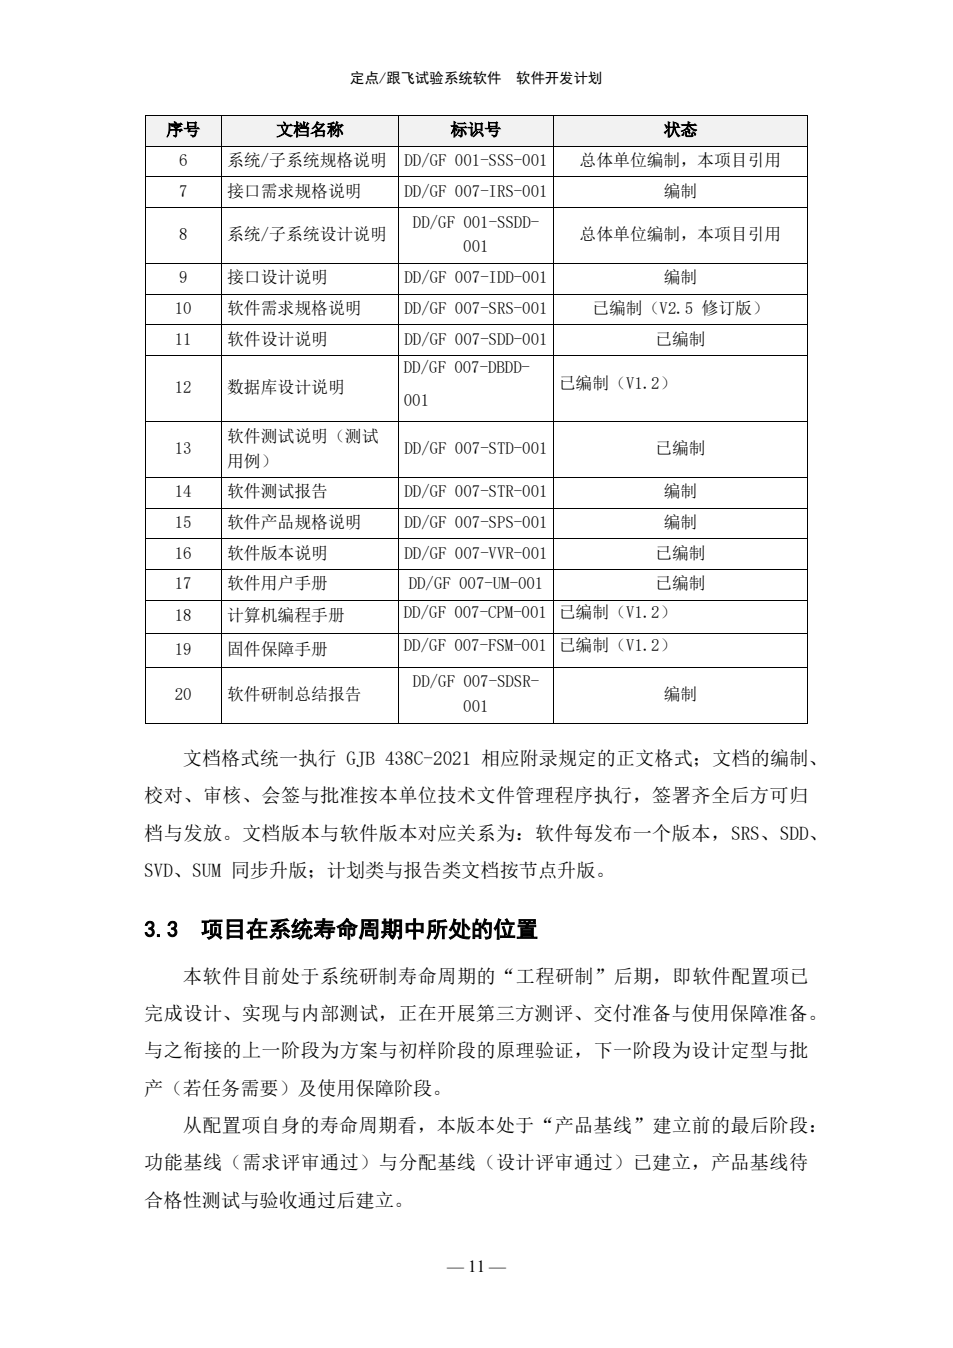 定点/跟飞试验系统软件　软件开发计划
序号 文档名称 标识号 状态
6 系统/子系统规格说明 DD/GF 001-SSS-001 总体单位编制，本项目引用
7 接口需求规格说明 DD/GF 007-IRS-001 编制
8 系统/子系统设计说明 DD/GF 001-SSDD-
001 总体单位编制，本项目引用
9 接口设计说明 DD/GF 007-IDD-001 编制
10 软件需求规格说明 DD/GF 007-SRS-001 已编制（V2.5 修订版）
11 软件设计说明 DD/GF 007-SDD-001 已编制
12 数据库设计说明 DD/GF 007-DBDD-
001 已编制（V1.2）
13 软件测试说明（测试
用例） DD/GF 007-STD-001 已编制
14 软件测试报告 DD/GF 007-STR-001 编制
15 软件产品规格说明 DD/GF 007-SPS-001 编制
16 软件版本说明 DD/GF 007-VVR-001 已编制
17 软件用户手册 DD/GF 007-UM-001 已编制
18 计算机编程手册 DD/GF 007-CPM-001 已编制（V1.2）
19 固件保障手册 DD/GF 007-FSM-001 已编制（V1.2）
20 软件研制总结报告 DD/GF 007-SDSR-
001 编制
文档格式统一执行 GJB 438C-2021 相应附录规定的正文格式；文档的编制、
校对、审核、会签与批准按本单位技术文件管理程序执行，签署齐全后方可归
档与发放。文档版本与软件版本对应关系为：软件每发布一个版本，SRS、SDD、
SVD、SUM 同步升版；计划类与报告类文档按节点升版。
3.3 项目在系统寿命周期中所处的位置
本软件目前处于系统研制寿命周期的“工程研制”后期，即软件配置项已
完成设计、实现与内部测试，正在开展第三方测评、交付准备与使用保障准备。
与之衔接的上一阶段为方案与初样阶段的原理验证，下一阶段为设计定型与批
产（若任务需要）及使用保障阶段。
从配置项自身的寿命周期看，本版本处于“产品基线”建立前的最后阶段：
功能基线（需求评审通过）与分配基线（设计评审通过）已建立，产品基线待
合格性测试与验收通过后建立。
— 11 —